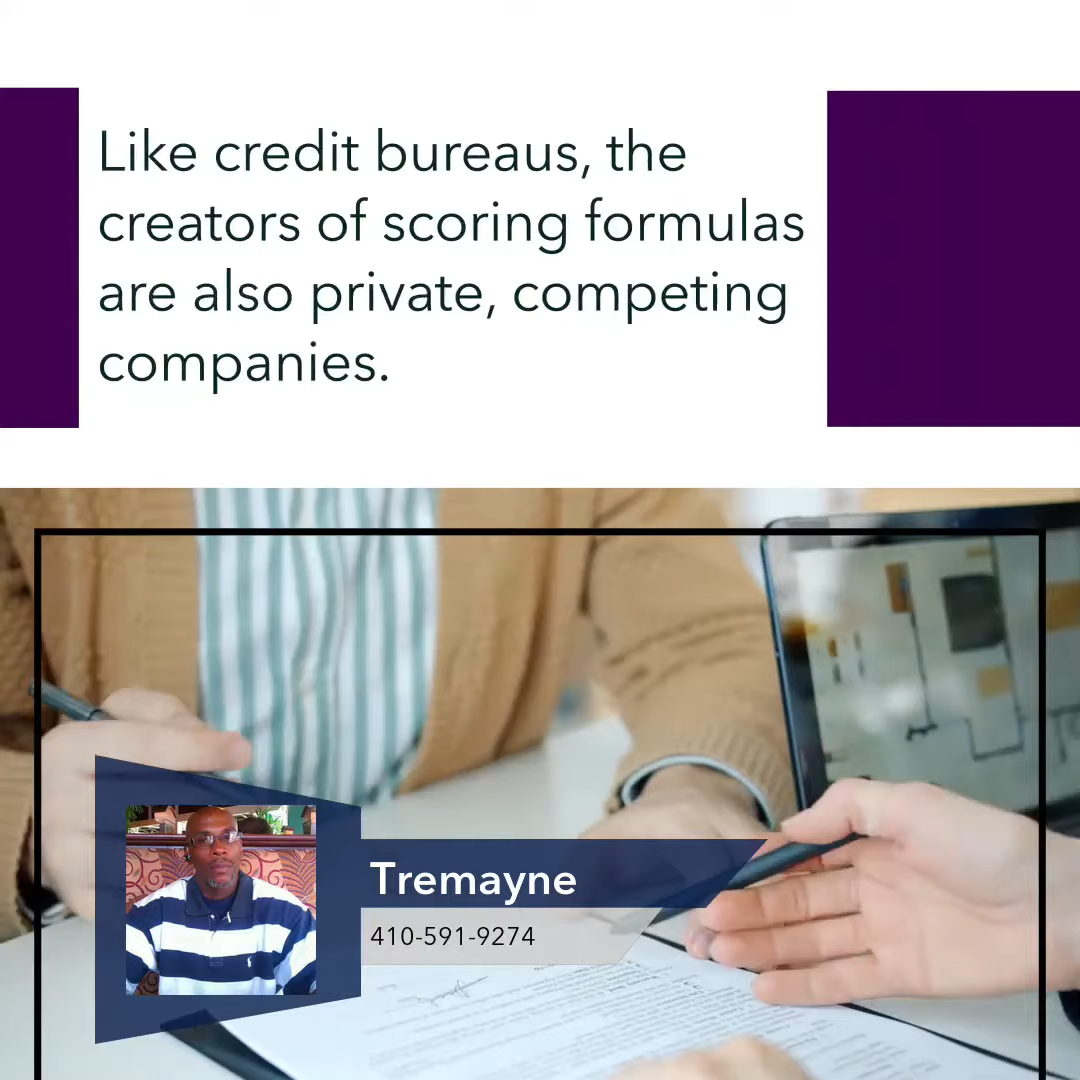 Like credit bureaus, the
creators of scoring formulas
are also private, competing
companies.
Tremayne
410-591-9274